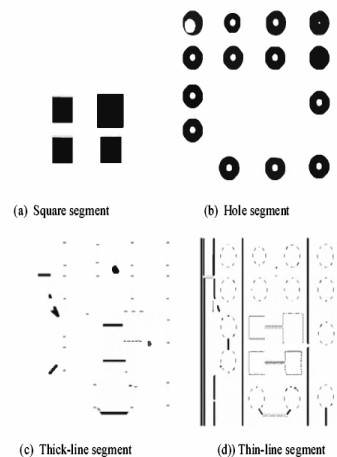 (a) Square segment
(b) Hole segment
(c) Thick-line segment
(d)) Thin-line segment